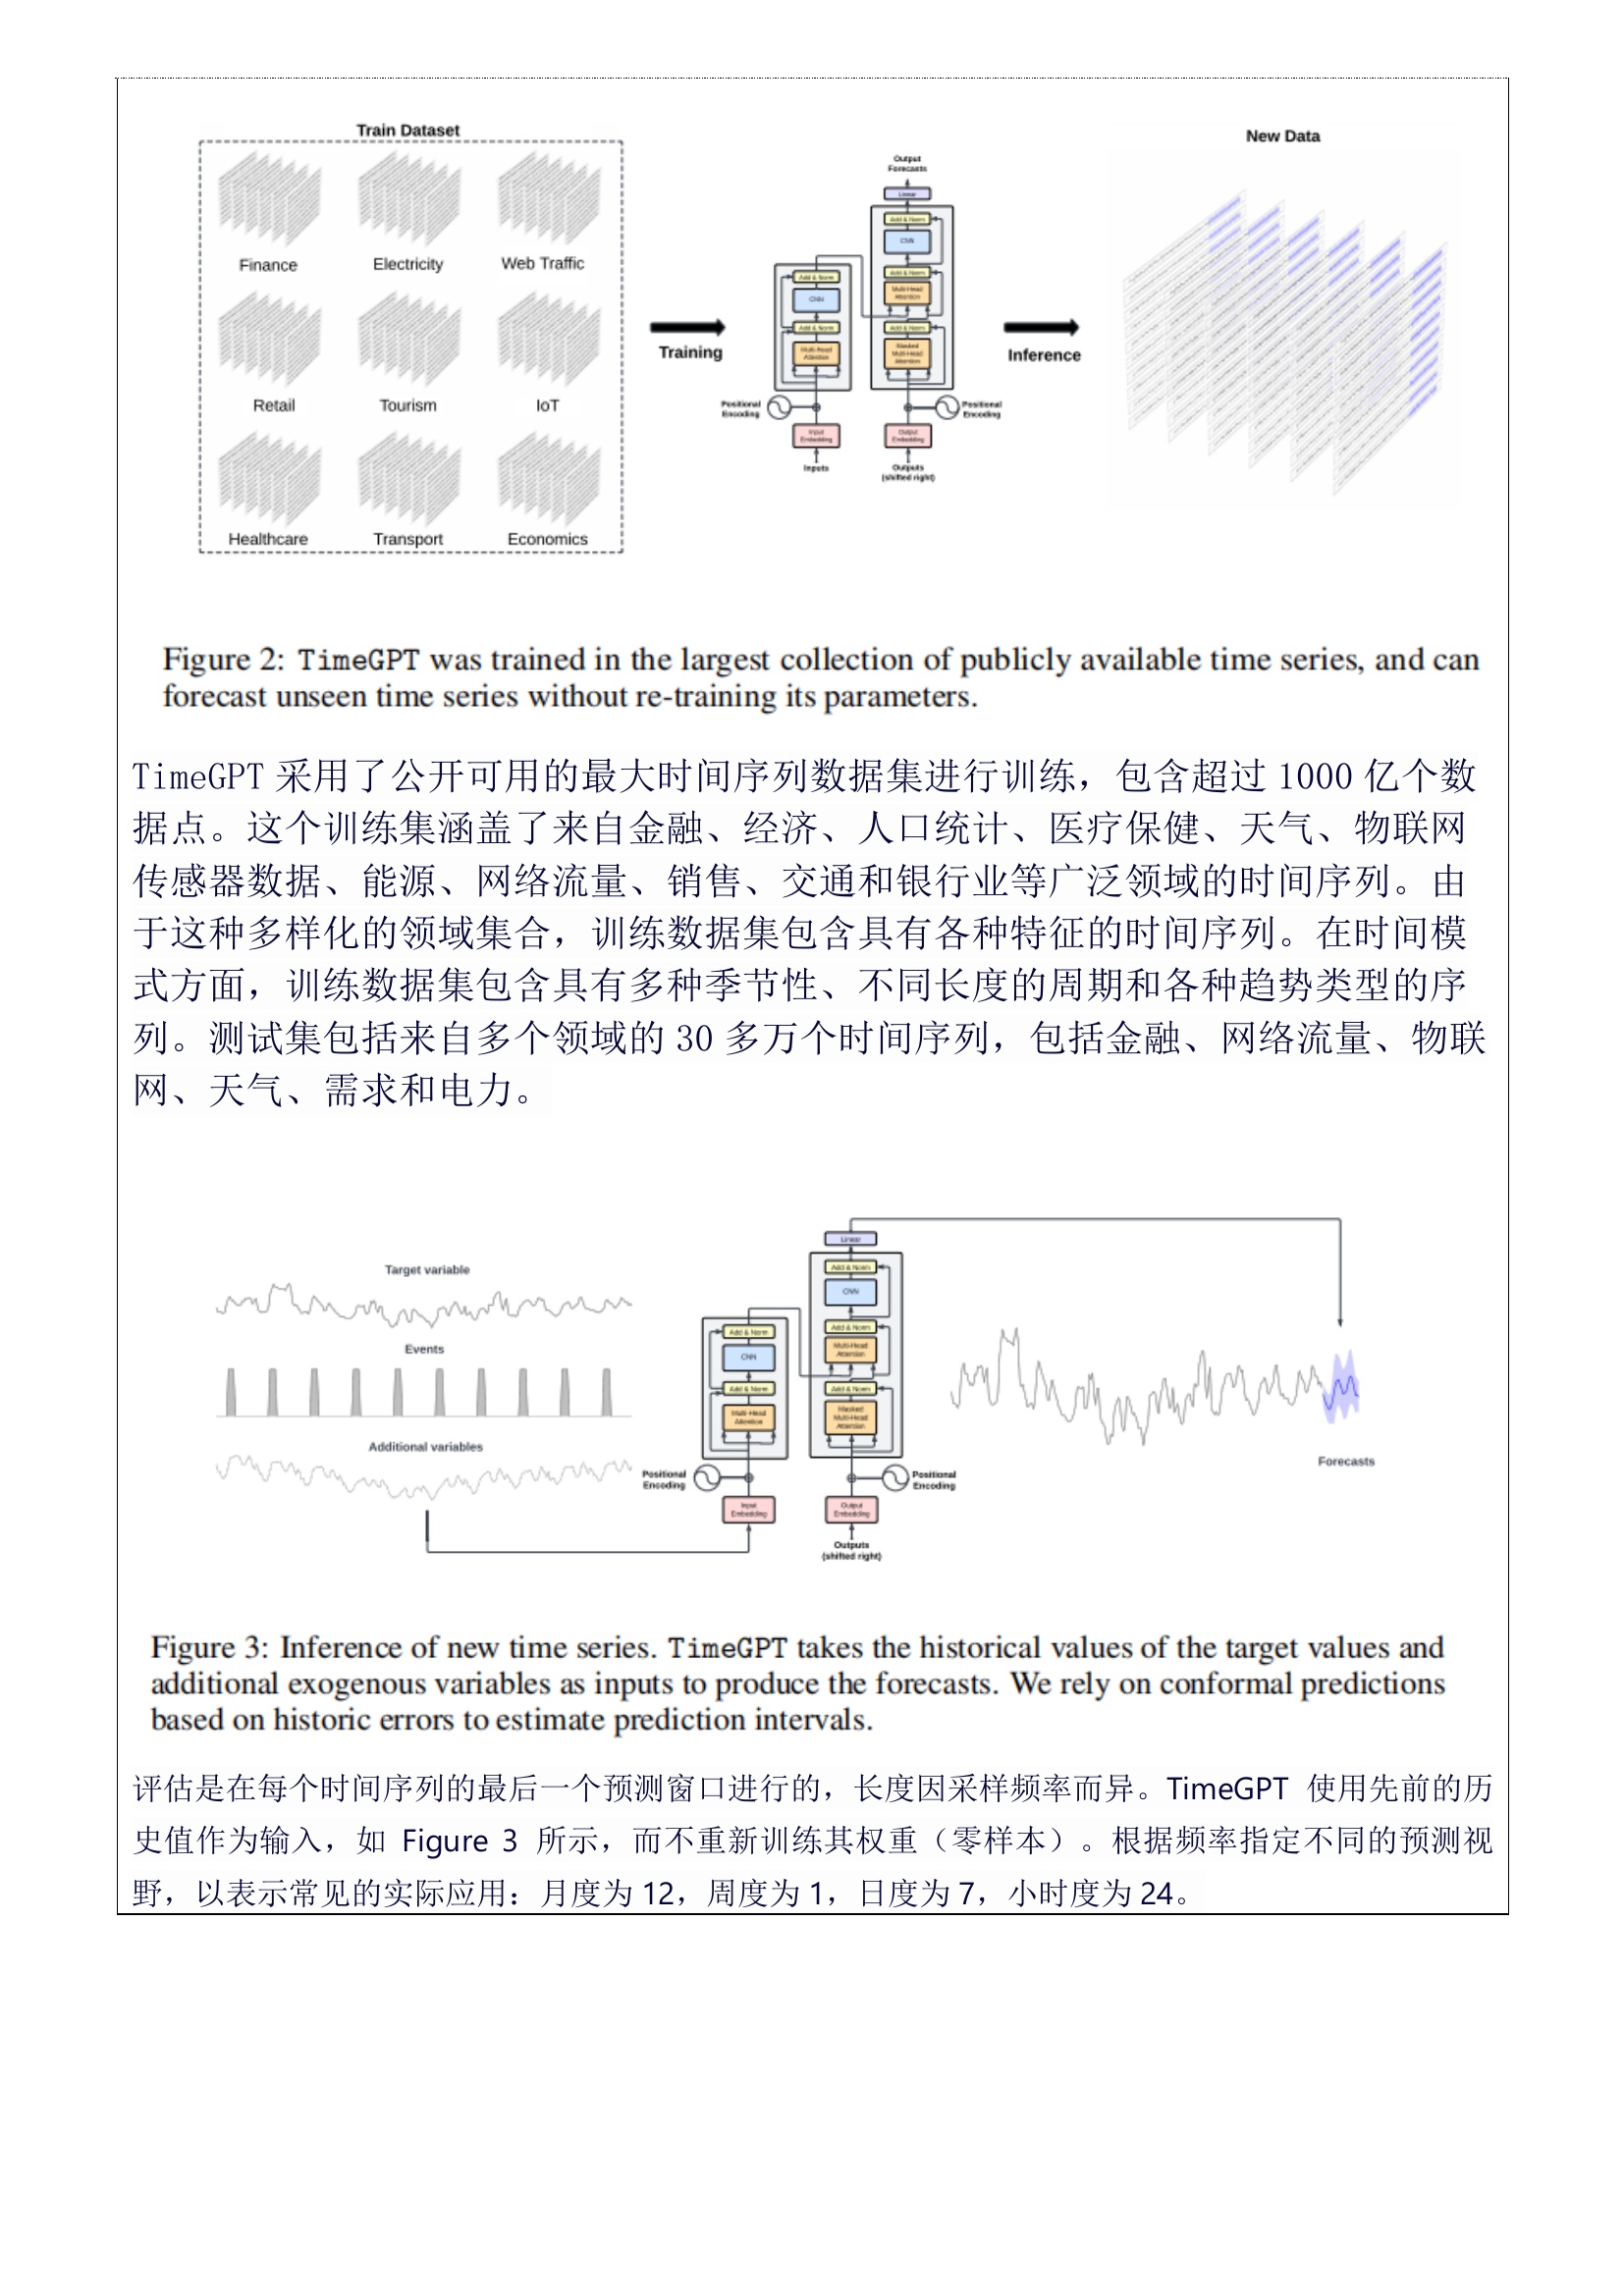 Train Dataset
New Data
Finance
Electricity
Web Traffic
Retail
Tourism
IoT
Healthcare
Transport
Economics
Training
Output
Forecasts
Linear
Add & Norm
CNN
Add & Norm
Multi-Head
Attention
Add & Norm
Masked
Multi-Head
Attention
Add & Norm
CNN
Add & Norm
Multi-Head
Attention
Positional
Encoding
Positional
Encoding
Input
Embedding
Output
Embedding
Inputs
Outputs
(shifted right)
Inference
Figure 2: TimeGPT was trained in the largest collection of publicly available time series, and can
forecast unseen time series without re-training its parameters.
TimeGPT 采用了公开可用的最大时间序列数据集进行训练，包含超过 1000 亿个数
据点。这个训练集涵盖了来自金融、经济、人口统计、医疗保健、天气、物联网
传感器数据、能源、网络流量、销售、交通和银行业等广泛领域的时间序列。由
于这种多样化的领域集合，训练数据集包含具有各种特征的时间序列。在时间模
式方面，训练数据集包含具有多种季节性、不同长度的周期和各种趋势类型的序
列。测试集包括来自多个领域的 30 多万个时间序列，包括金融、网络流量、物联
网、天气、需求和电力。
Target variable
Events
Additional variables
Linear
Add & Norm
CNN
Add & Norm
Multi-Head
Attention
Add & Norm
Masked
Multi-Head
Attention
Add & Norm
CNN
Add & Norm
Multi-Head
Attention
Positional
Encoding
Positional
Encoding
Input
Embedding
Output
Embedding
Outputs
(shifted right)
Forecasts
Figure 3: Inference of new time series. TimeGPT takes the historical values of the target values and
additional exogenous variables as inputs to produce the forecasts. We rely on conformal predictions
based on historic errors to estimate prediction intervals.
评估是在每个时间序列的最后一个预测窗口进行的，长度因采样频率而异。TimeGPT 使用先前的历
史值作为输入，如 Figure 3 所示，而不重新训练其权重（零样本）。根据频率指定不同的预测视
野，以表示常见的实际应用：月度为 12，周度为 1，日度为 7，小时度为 24。